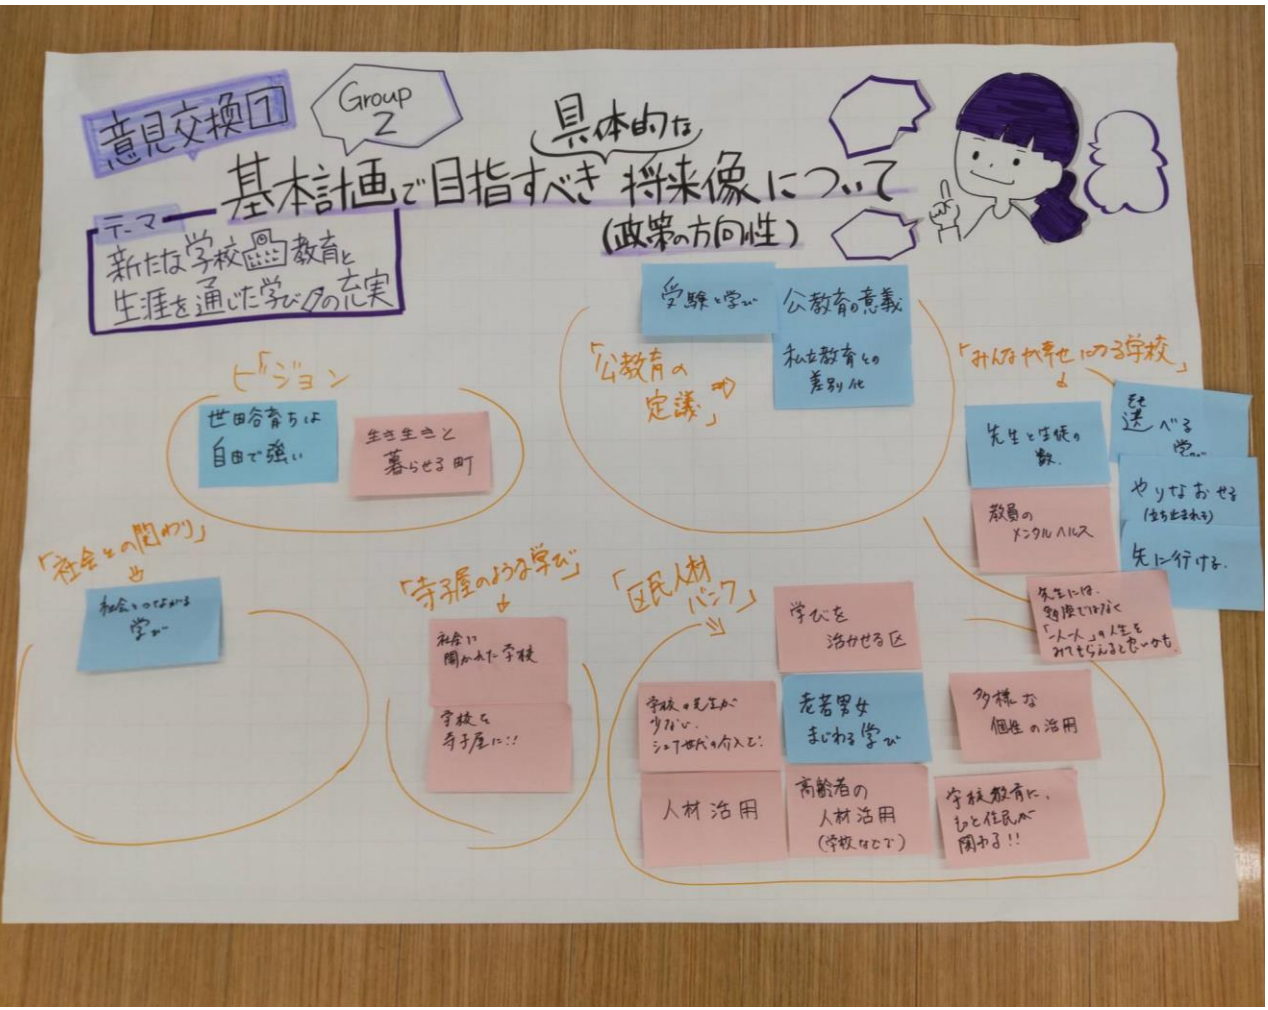 意見交換1
Group
2
具体的な
基本計画で目指すべき将来像について
(政策の方向性)
テーマ
新たな学校教育と
生涯を通じた学びの充実
ビジョン
世田谷育ちは
自由で強い
生き生きと
暮らせる町
「公教育の
定議」
受験と学び
公教育の意義
私立教育との
差別化
「みんなが幸せになる学校」
先生と生徒の
数.
教員の
メンタルヘルス
選べる
学び
やりなおせる
(立ち止まれる)
先に行ける.
先生には、
勉強ではなく
「一人一人」の人生を
みてもらえると良いかも.
「社会との関わり」
社会とつながる
学び
「寺子屋のような学び」
社会に
開かれた学校
学校を
寺子屋に!!
「区民人材
バンク」
学びを
活かせる区
学校の先生が
少ない.
シニア世代の介入を!
老若男女
まじわる学び
多様な
個性の活用
人材活用
高齢者の
人材活用
(学校などで)
学校教育に、
もっと住民が
関わる!!